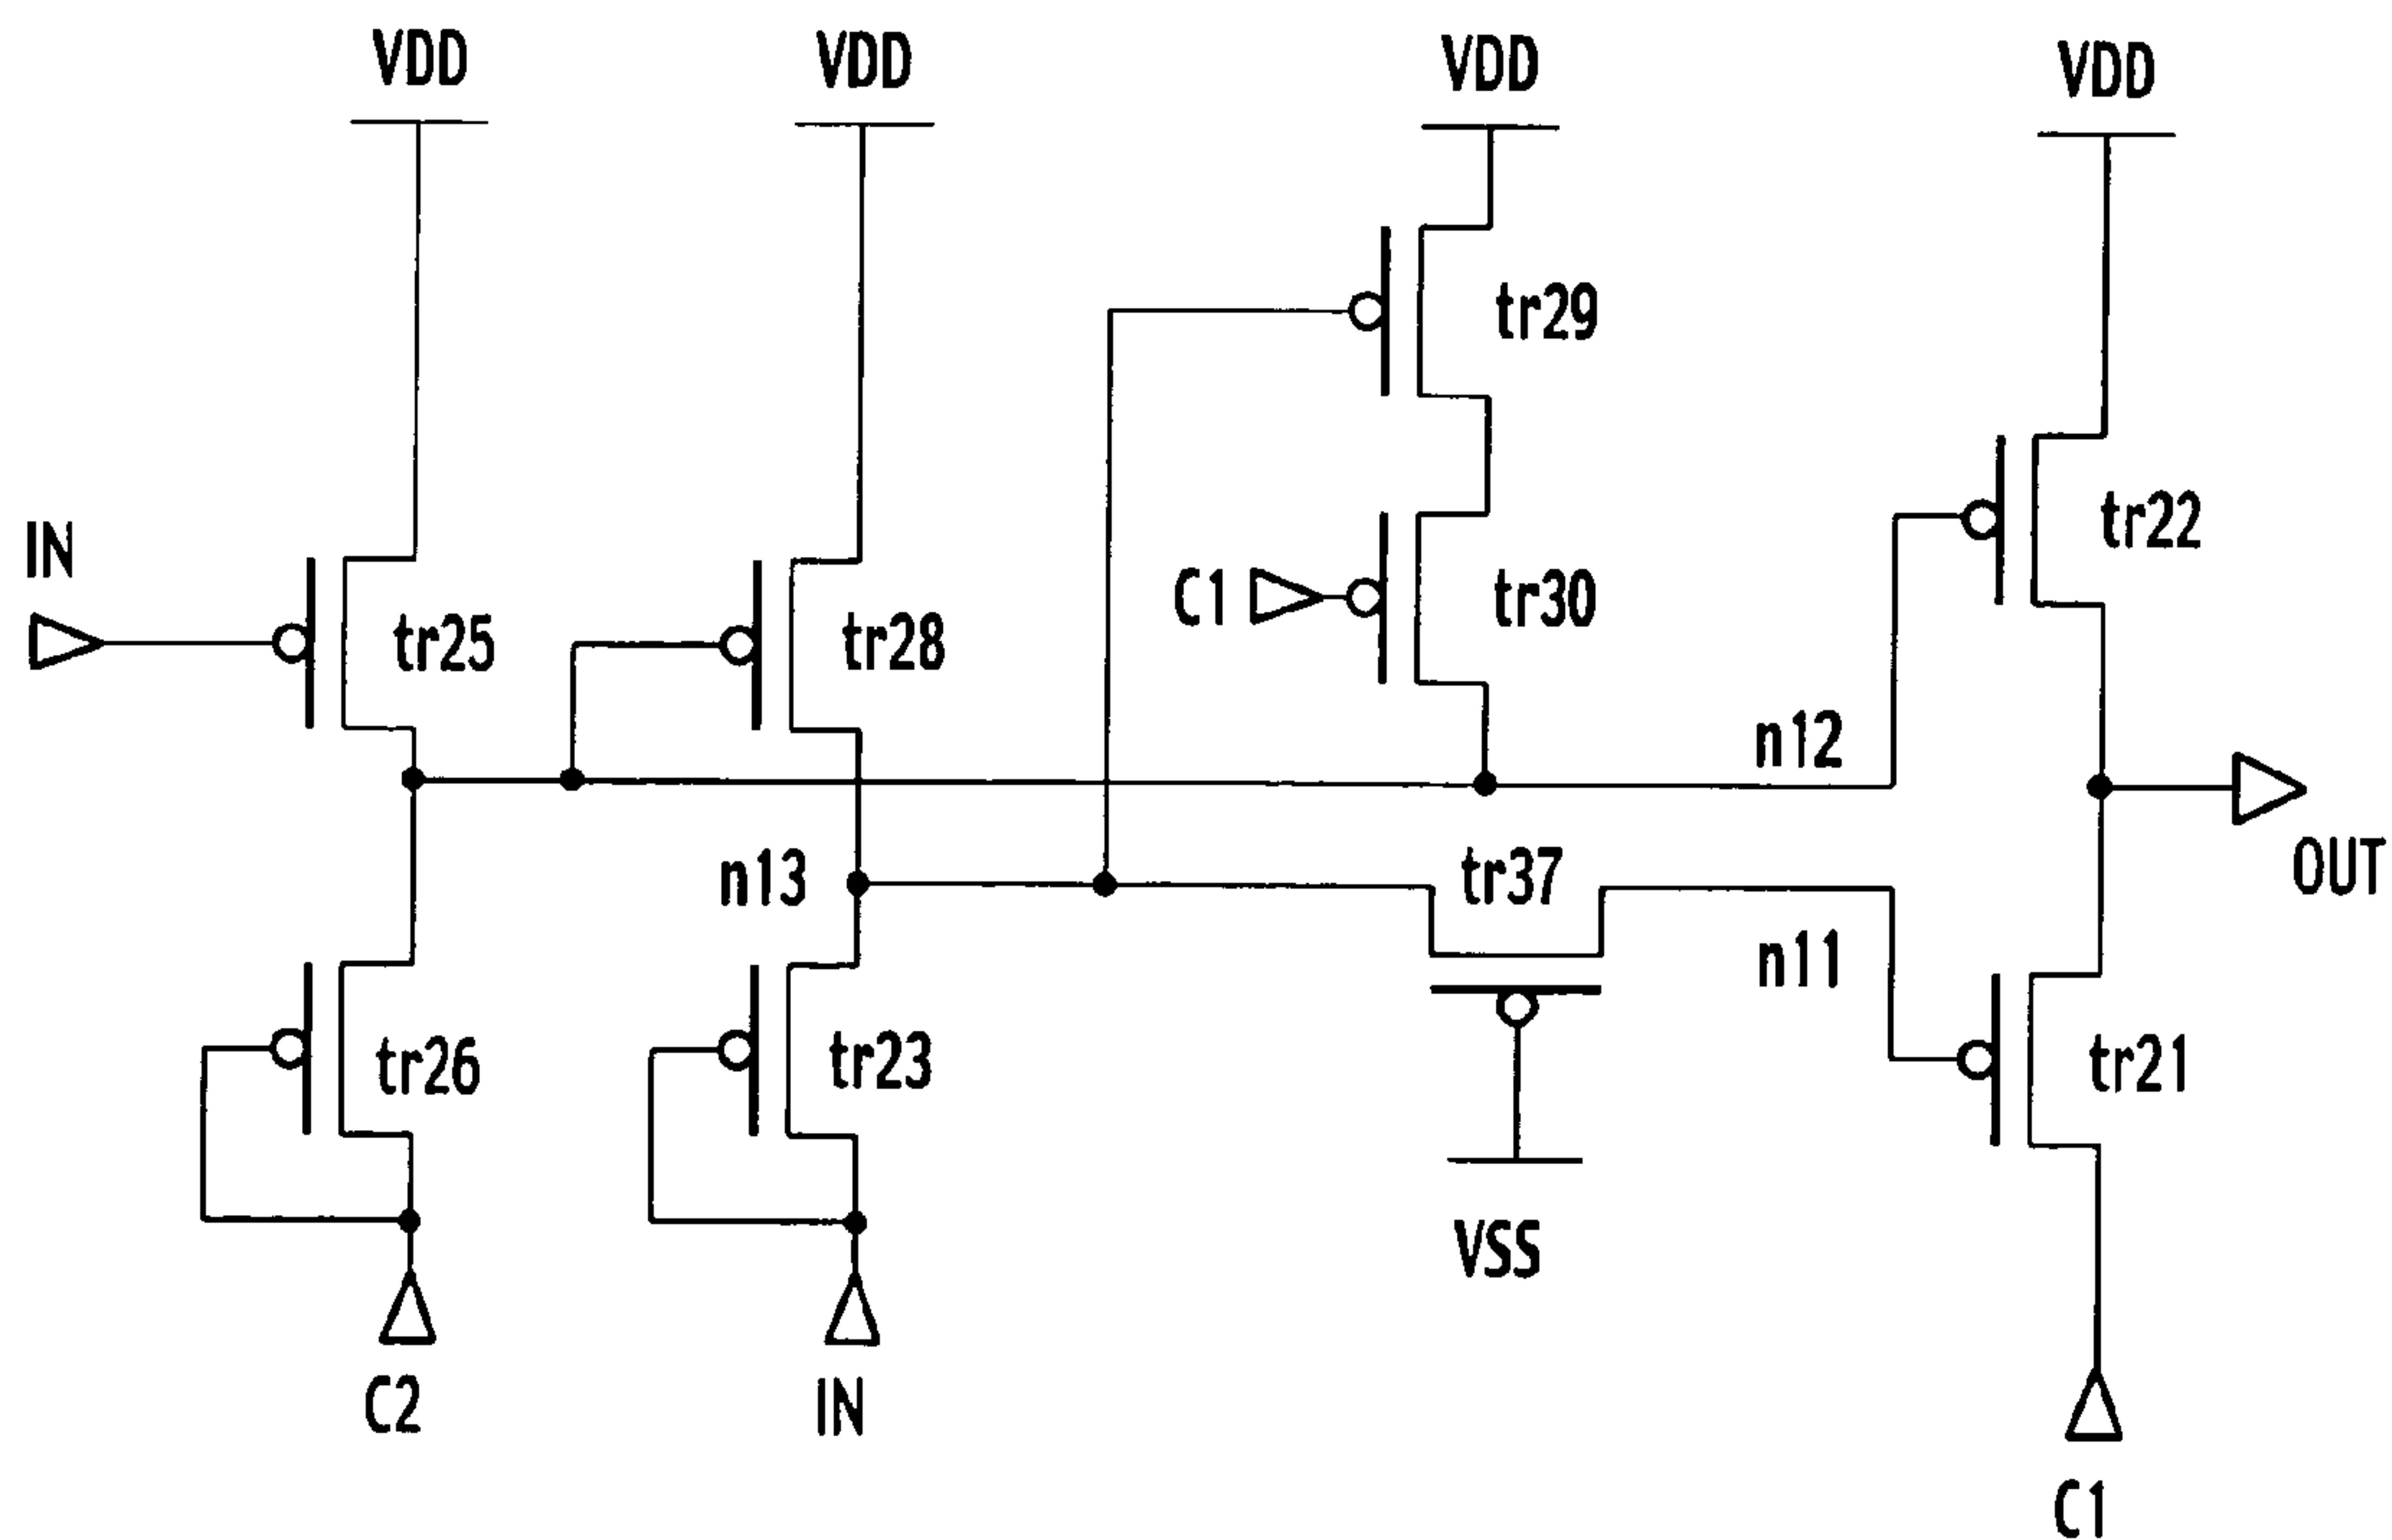 VDD
VDD
VDD
VDD
tr29
tr22
IN
C1
tr30
tr25
tr28
n12
n13
tr37
OUT
n11
tr26
tr23
tr21
VSS
C2
IN
C1